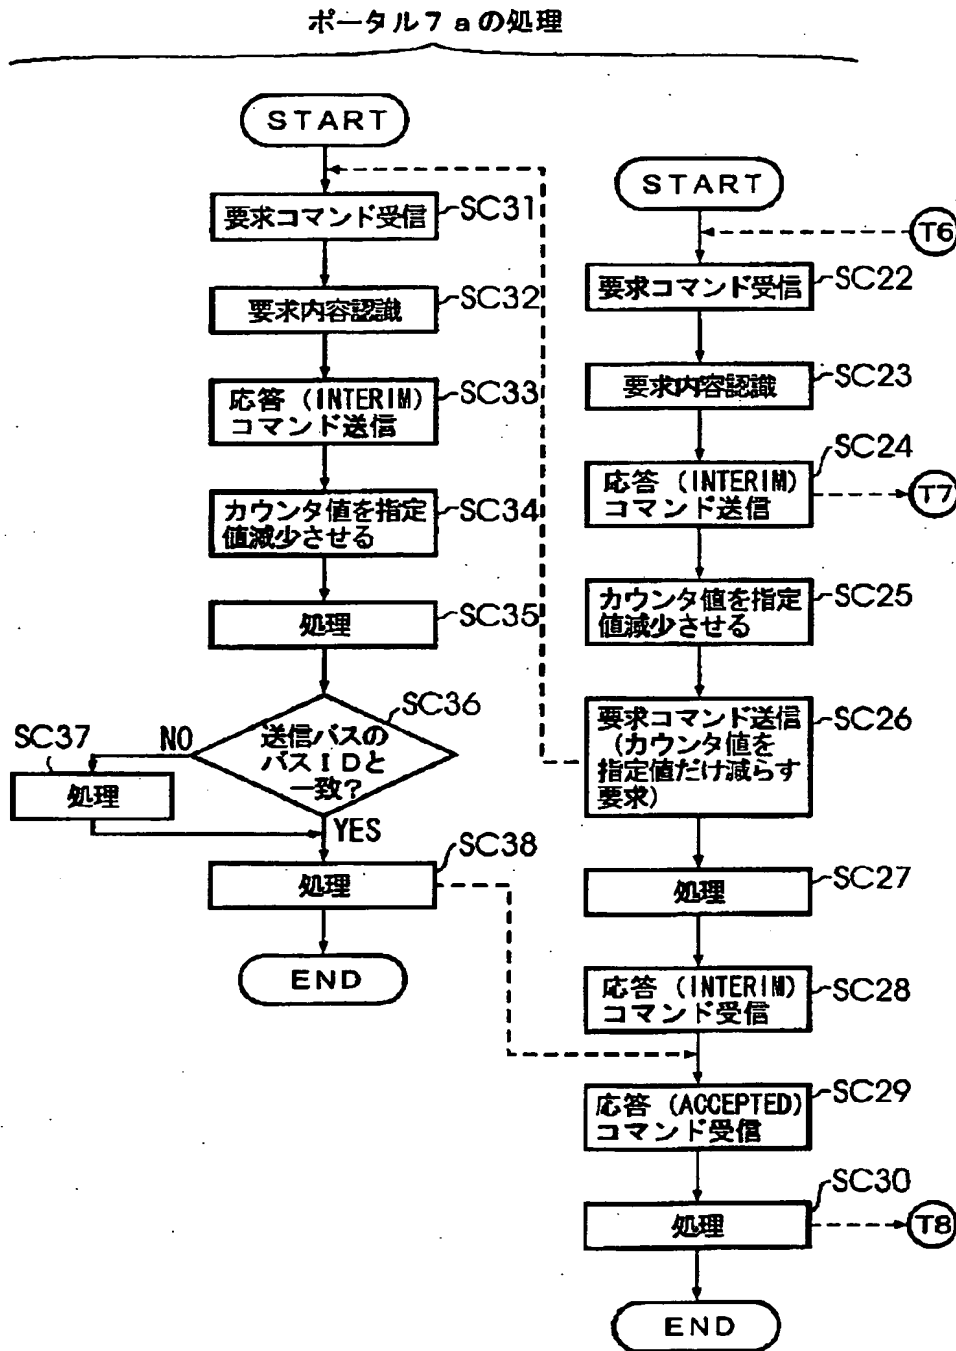 ポータル7aの処理
START
要求コマンド受信
SC31
要求内容認識
SC32
応答(INTERIM)
コマンド送信
SC33
カウンタ値を指定
値減少させる
SC34
処理
SC35
送信バスの
バスIDと
一致?
SC36
NO
SC37
処理
YES
処理
SC38
END
START
T6
要求コマンド受信
SC22
要求内容認識
SC23
応答(INTERIM)
コマンド送信
SC24
T7
カウンタ値を指定
値減少させる
SC25
要求コマンド送信
(カウンタ値を
指定値だけ減らす
要求)
SC26
処理
SC27
応答(INTERIM)
コマンド受信
SC28
応答(ACCEPTED)
コマンド受信
SC29
処理
SC30
T8
END